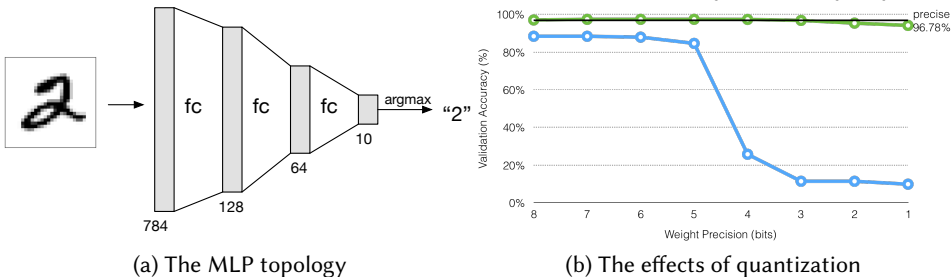 784
fc
128
fc
64
fc
10
argmax
“2”
(a) The MLP topology
100%
80%
60%
40%
20%
0%
Validation Accuracy (%)
8 7 6 5 4 3 2 1
Weight Precision (bits)
precise
96.78%
(b) The effects of quantization